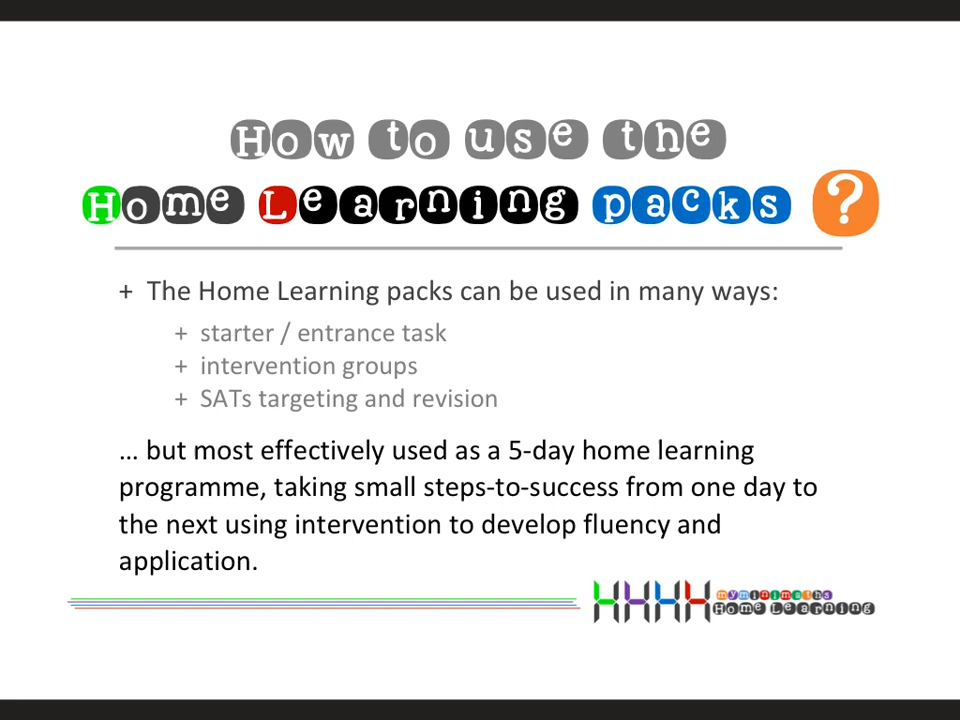 How to use the
Home Learning packs ?
+ The Home Learning packs can be used in many ways:
+ starter / entrance task
+ intervention groups
+ SATs targeting and revision
… but most effectively used as a 5-day home learning
programme, taking small steps-to-success from one day to
the next using intervention to develop fluency and
application.
HHHH
myminimaths
Home Learning